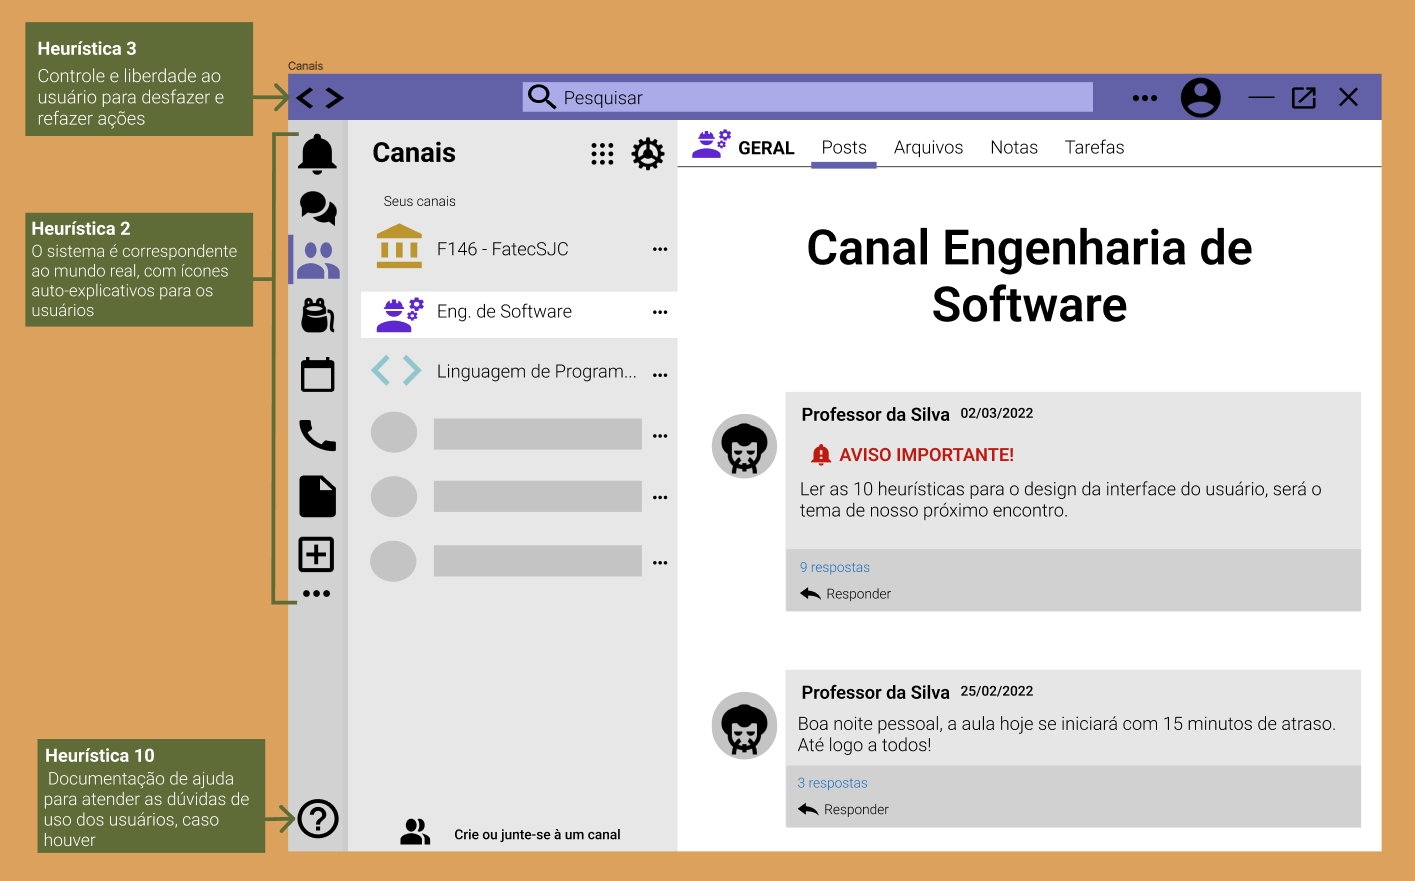 Heurística 3
Controle e liberdade ao
usuário para desfazer e
refazer ações
Canais
Pesquisar
Heurística 2
O sistema é correspondente
ao mundo real, com ícones
auto-explicativos para os
usuários
Heurística 10
Documentação de ajuda
para atender as dúvidas de
uso dos usuários, caso
houver
Canais
Seus canais
F146 - FatecSJC
Eng. de Software
Linguagem de Program...
Crie ou junte-se à um canal
GERAL Posts Arquivos Notas Tarefas
Canal Engenharia de
Software
Professor da Silva 02/03/2022
AVISO IMPORTANTE!
Ler as 10 heurísticas para o design da interface do usuário, será o
tema de nosso próximo encontro.
9 respostas
Responder
Professor da Silva 25/02/2022
Boa noite pessoal, a aula hoje se iniciará com 15 minutos de atraso.
Até logo a todos!
3 respostas
Responder